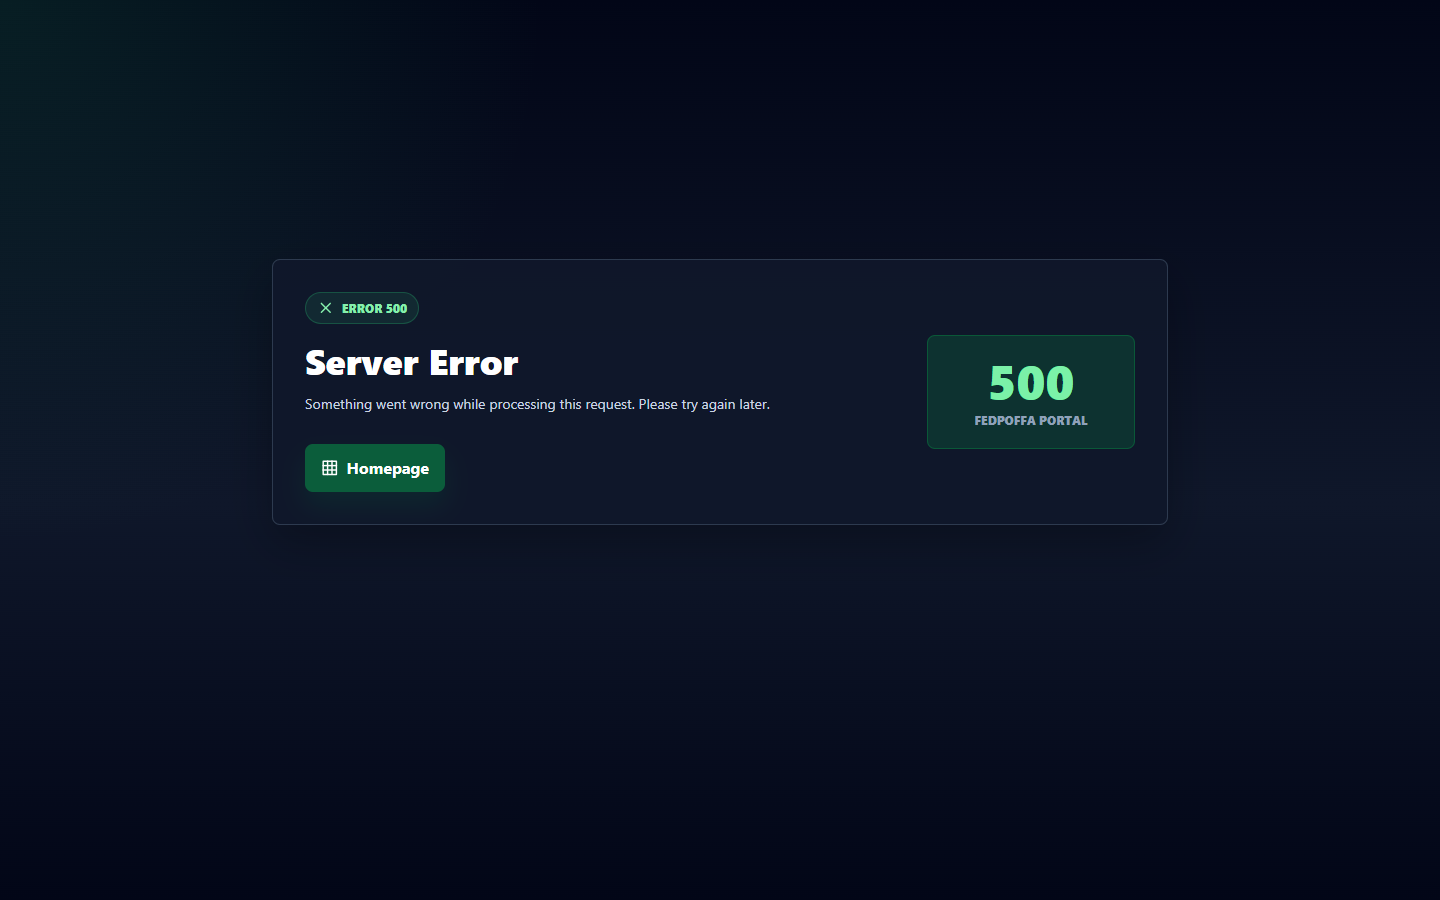 ERROR 500
Server Error
Something went wrong while processing this request. Please try again later.
Homepage
500
FEDPOFFA PORTAL